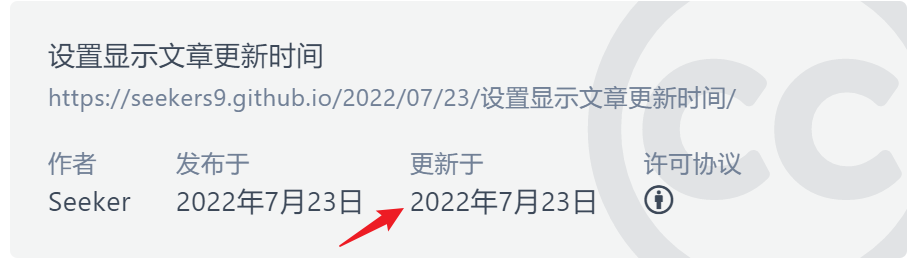 设置显示文章更新时间
https://seekers9.github.io/2022/07/23/设置显示文章更新时间/
作者 发布于 更新于 许可协议
Seeker 2022年7月23日 2022年7月23日
cc